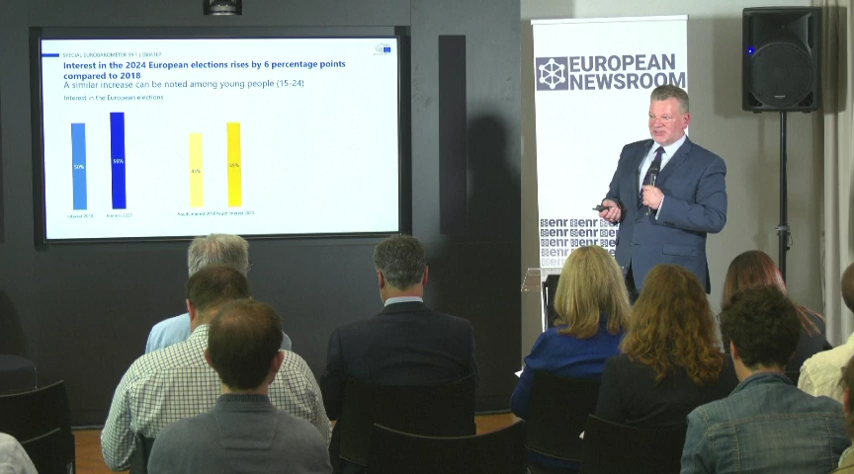 SPECIAL EUROBAROMETER
Interest in the 2024 European elections rises by 6 percentage points
compared to 2018
A similar increase can be noted among young people (15-24)
Interest in the European elections
50%
56%
Interest 2018
EUROPEAN
NEWSROOM
enr enr enr
enr enr enr
enr enr enr
enr enr enr